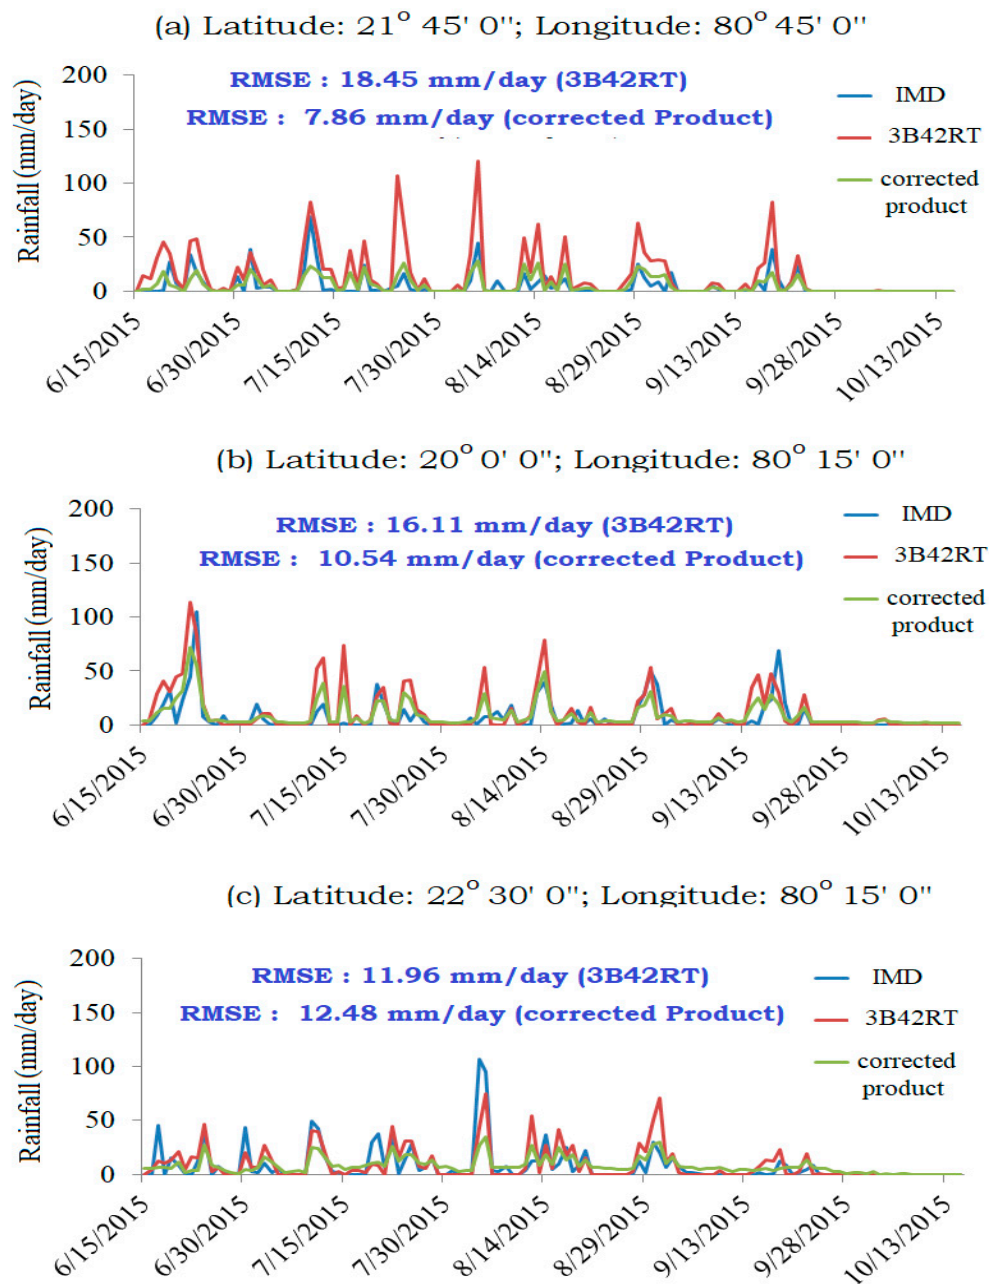 (a) Latitude: 21° 45' 0"; Longitude: 80° 45' 0"
RMSE : 18.45 mm/day (3B42RT)
RMSE : 7.86 mm/day (corrected Product)
Rainfall (mm/day)
200
150
100
50
0
IMD
3B42RT
corrected
product
6/15/2015
6/30/2015
7/15/2015
7/30/2015
8/14/2015
8/29/2015
9/13/2015
9/28/2015
10/13/2015
(b) Latitude: 20° 0' 0"; Longitude: 80° 15' 0"
RMSE : 16.11 mm/day (3B42RT)
RMSE : 10.54 mm/day (corrected Product)
Rainfall (mm/day)
200
150
100
50
0
IMD
3B42RT
corrected
product
6/15/2015
6/30/2015
7/15/2015
7/30/2015
8/14/2015
8/29/2015
9/13/2015
9/28/2015
10/13/2015
(c) Latitude: 22° 30' 0"; Longitude: 80° 15' 0"
RMSE : 11.96 mm/day (3B42RT)
RMSE : 12.48 mm/day (corrected Product)
Rainfall (mm/day)
200
150
100
50
0
IMD
3B42RT
corrected
product
6/15/2015
6/30/2015
7/15/2015
7/30/2015
8/14/2015
8/29/2015
9/13/2015
9/28/2015
10/13/2015